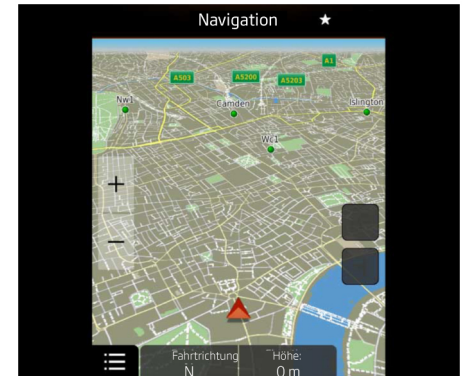 Navigation
A1
A503
A5200
A5203
Nw1
Camden
Islington
Wc1
+
−
Fahrtrichtung
Höhe:
N
0 m